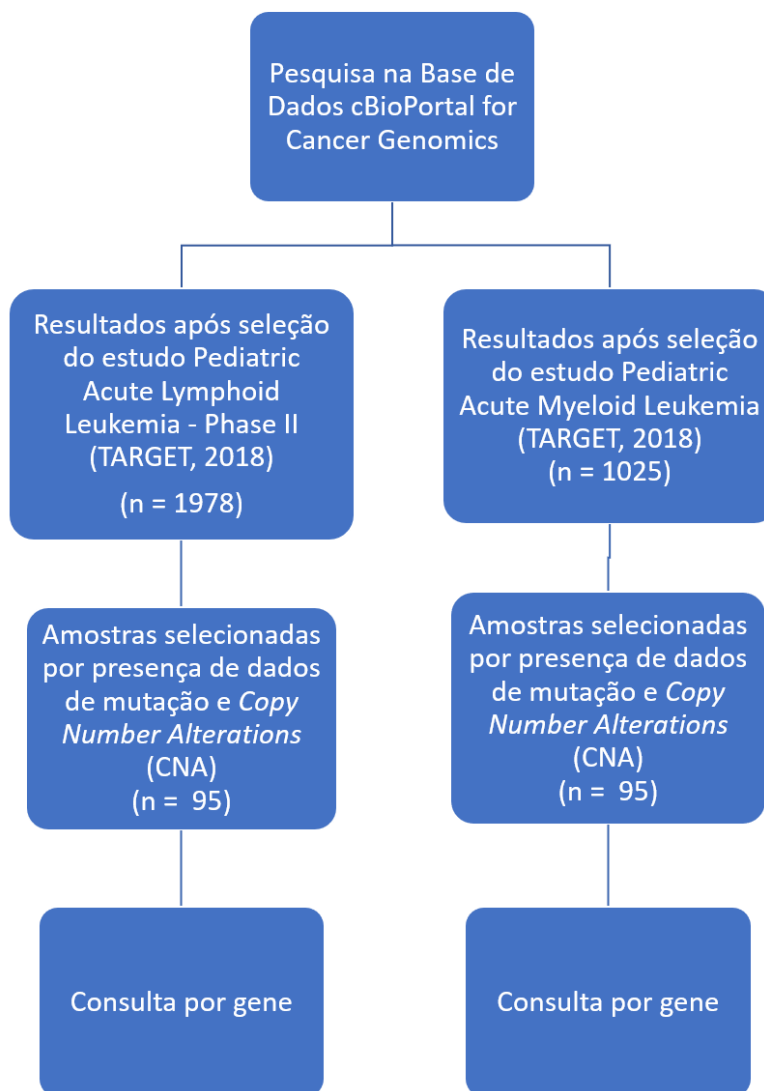 Pesquisa na Base de
Dados cBioPortal for
Cancer Genomics
Resultados após seleção
do estudo Pediatric
Acute Lymphoid
Leukemia - Phase II
(TARGET, 2018)
(n = 1978)
Resultados após seleção
do estudo Pediatric
Acute Myeloid Leukemia
(TARGET, 2018)
(n = 1025)
Amostras selecionadas
por presença de dados
de mutação e Copy
Number Alterations
(CNA)
(n = 95)
Amostras selecionadas
por presença de dados
de mutação e Copy
Number Alterations
(CNA)
(n = 95)
Consulta por gene
Consulta por gene